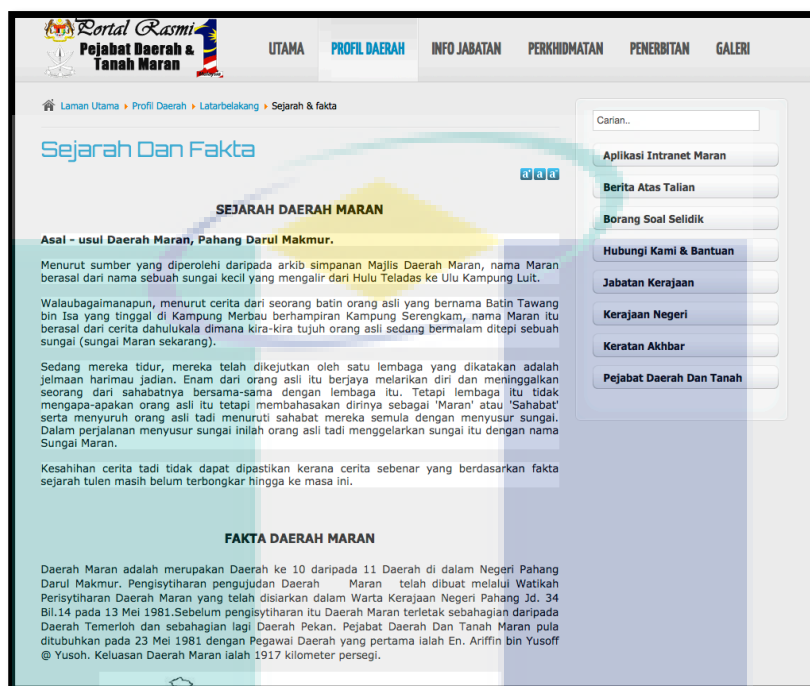 Portal Rasmi
Pejabat Daerah &
Tanah Maran
UTAMA
PROFIL DAERAH
INFO JABATAN
PERKHIDMATAN
PENERBITAN
GALERI
Laman Utama
Profil Daerah
Latarbelakang
Sejarah & fakta
Sejarah Dan Fakta
a a a
SEJARAH DAERAH MARAN
Asal - usul Daerah Maran, Pahang Darul Makmur.
Menurut sumber yang diperolehi daripada arkib simpanan Majlis Daerah Maran, nama Maran
berasal dari nama sebuah sungai kecil yang mengalir dari Hulu Teladas ke Ulu Kampung Luit.
Walaubagaimanapun, menurut cerita dari seorang batin orang asli yang bernama Batin Tawang
bin Isa yang tinggal di Kampung Merbau berhampiran Kampung Serengkam, nama Maran itu
berasal dari cerita dahulukala dimana kira-kira tujuh orang asli sedang bermalam ditepi sebuah
sungai (sungai Maran sekarang).
Sedang mereka tidur, mereka telah dikejutkan oleh satu lembaga yang dikatakan adalah
jelmaan harimau jadian. Enam dari orang asli itu berjaya melarikan diri dan meninggalkan
seorang dari sahabatnya bersama-sama dengan lembaga itu. Tetapi lembaga itu tidak
mengapa-apakan orang asli itu tetapi membahasakan dirinya sebagai 'Maran' atau 'Sahabat'
serta menyuruh orang asli tadi menuruti sahabat mereka semula dengan menyusur sungai.
Dalam perjalanan menyusur sungai inilah orang asli tadi menggelarkan sungai itu dengan nama
Sungai Maran.
Kesahihan cerita tadi tidak dapat dipastikan kerana cerita sebenar yang berdasarkan fakta
sejarah tulen masih belum terbongkar hingga ke masa ini.
FAKTA DAERAH MARAN
Daerah Maran adalah merupakan Daerah ke 10 daripada 11 Daerah di dalam Negeri Pahang
Darul Makmur. Pengisytiharan pengujudan Daerah Maran telah dibuat melalui Watikah
Perisytiharan Daerah Maran yang telah disiarkan dalam Warta Kerajaan Negeri Pahang Jd. 34
Bil.14 pada 13 Mei 1981.Sebelum pengisytiharan itu Daerah Maran terletak sebahagian daripada
Daerah Temerloh dan sebahagian lagi Daerah Pekan. Pejabat Daerah Dan Tanah Maran pula
ditubuhkan pada 23 Mei 1981 dengan Pegawai Daerah yang pertama ialah En. Ariffin bin Yusoff
@ Yusoh. Keluasan Daerah Maran ialah 1917 kilometer persegi.
Carian..
Aplikasi Intranet Maran
Berita Atas Talian
Borang Soal Selidik
Hubungi Kami & Bantuan
Jabatan Kerajaan
Kerajaan Negeri
Keratan Akhbar
Pejabat Daerah Dan Tanah